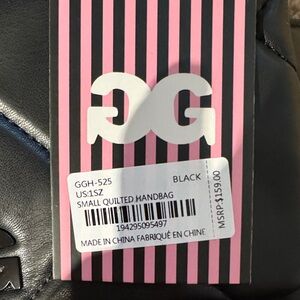 GG
GGH-525
BLACK
US:1SZ
SMALL QUILTED HANDBAG
194295095497
MADE IN CHINA FABRIQUÉ EN CHINE
MSRP:$159.00